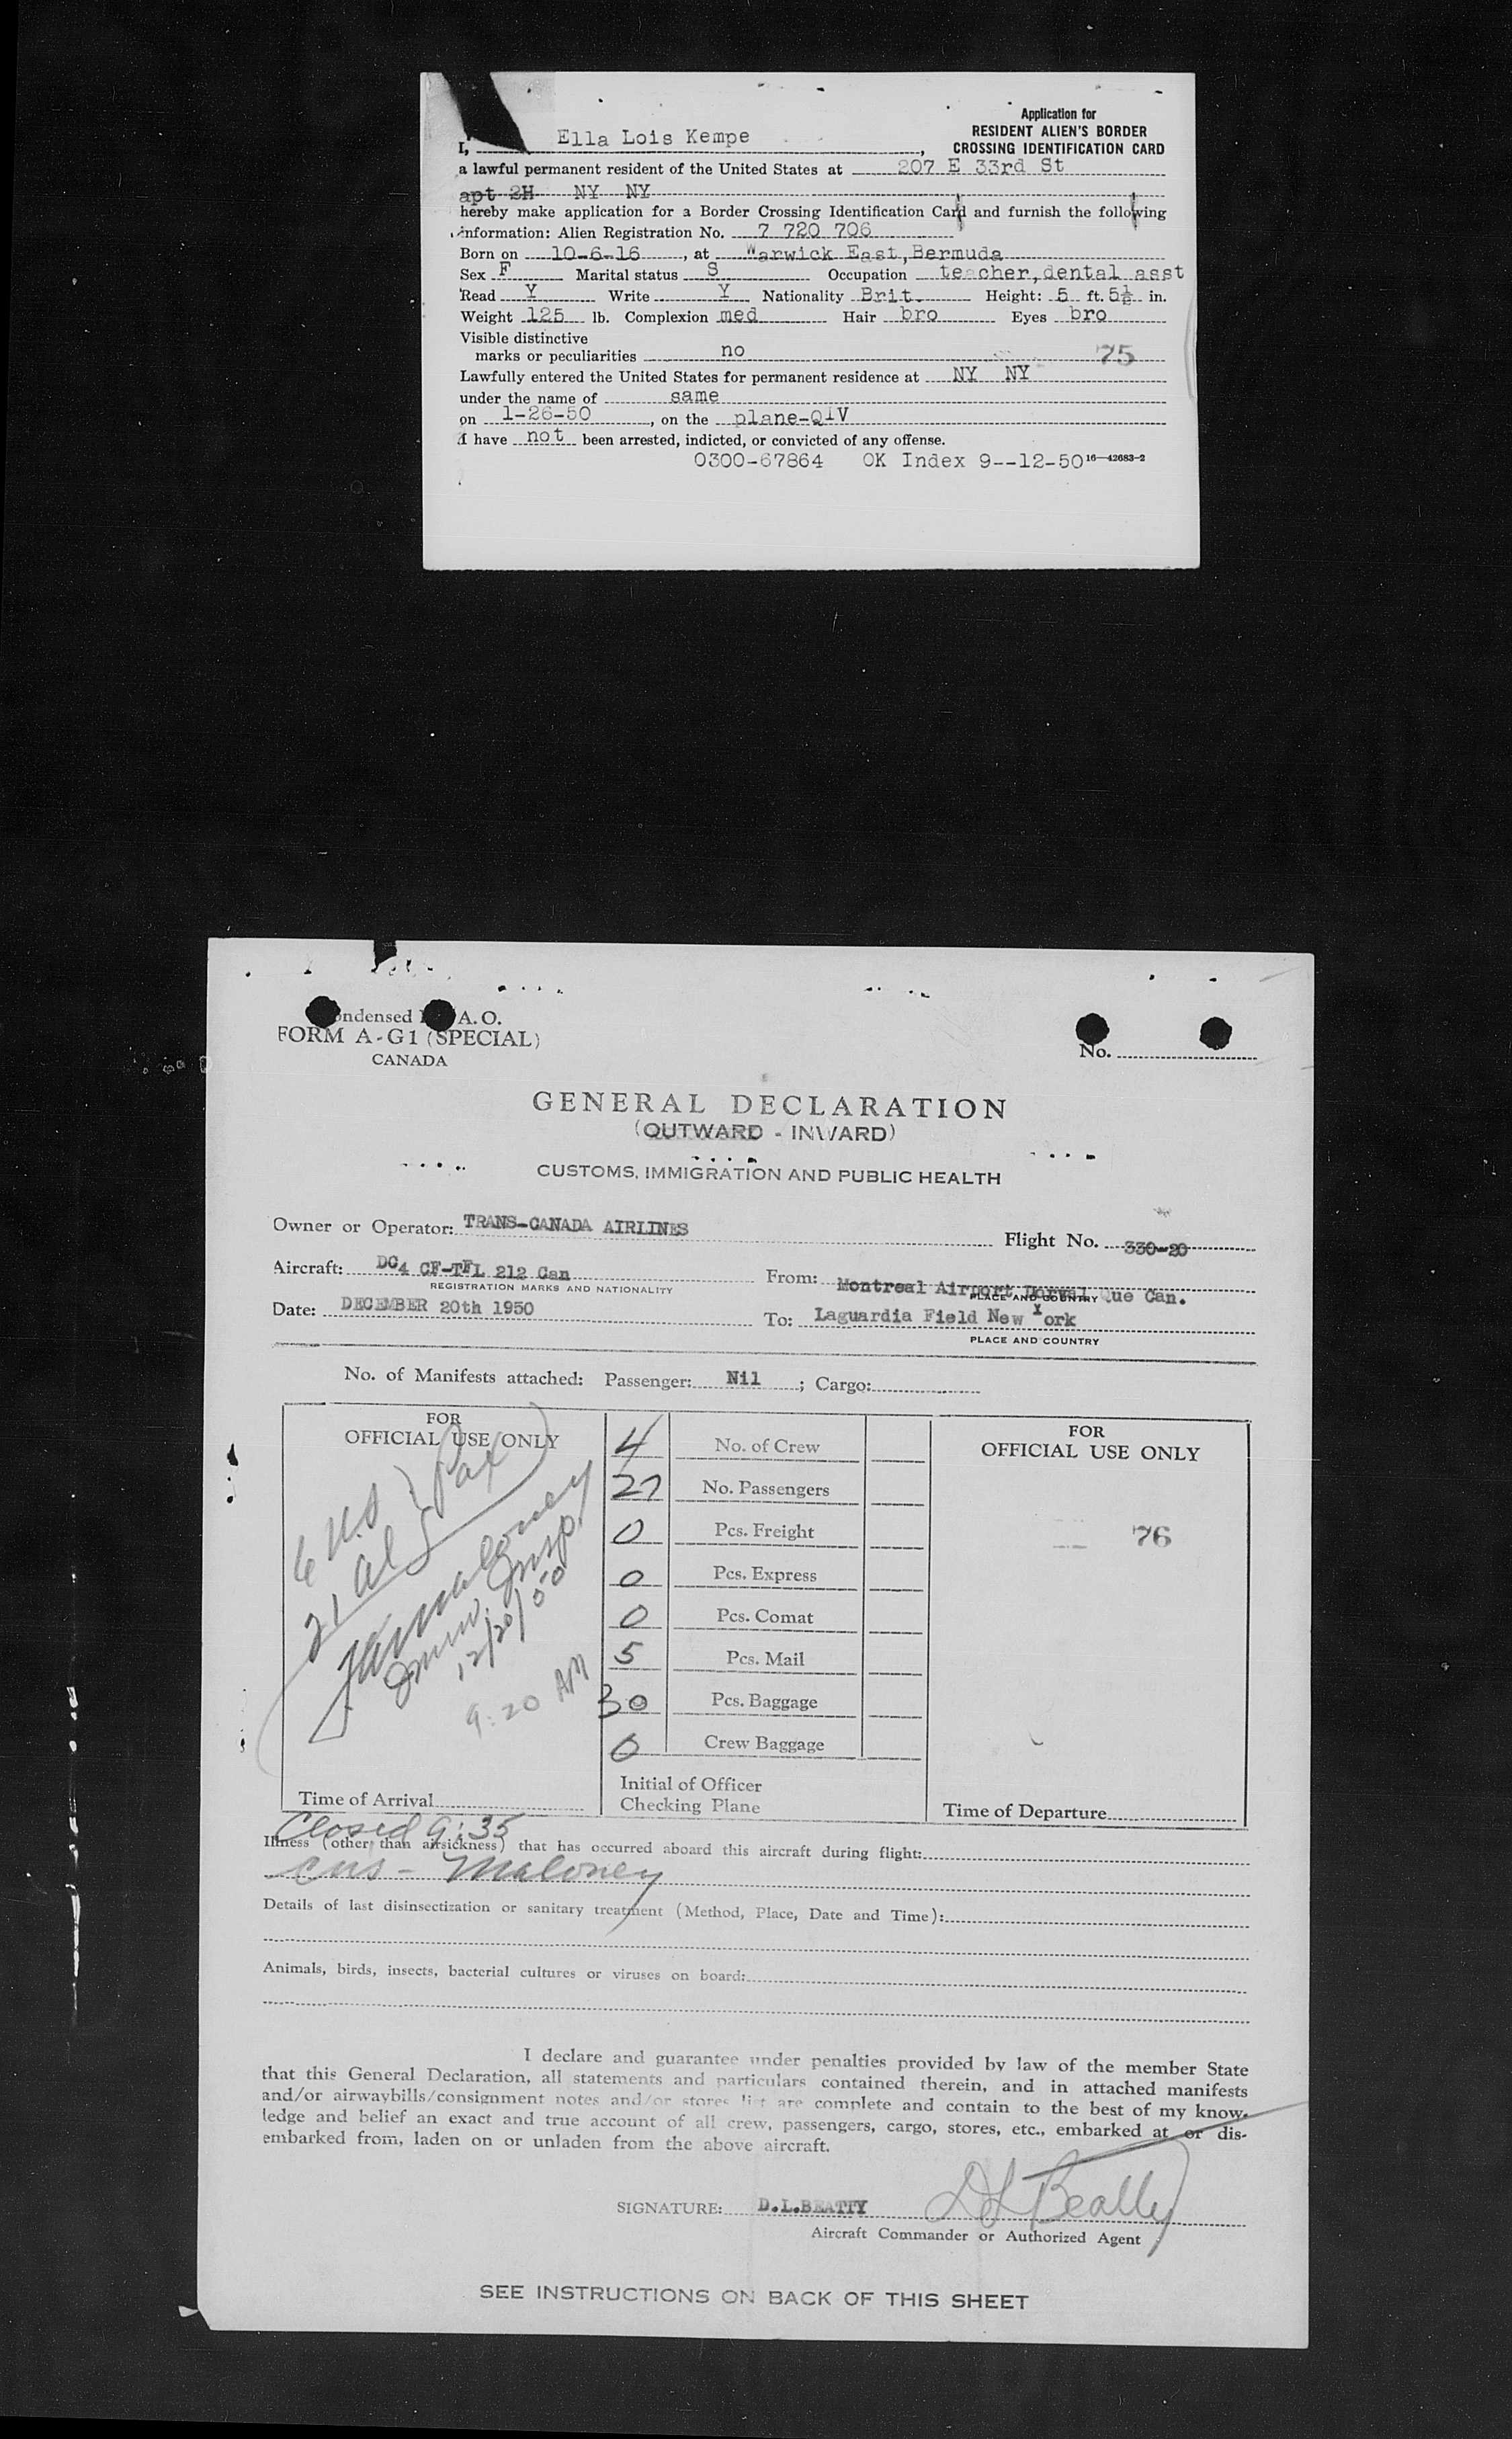 Application for
RESIDENT ALIEN'S BORDER
CROSSING IDENTIFICATION CARD
I, Ella Lois Kempe,
a lawful permanent resident of the United States at 207 E 33rd St
apt 2H NY NY
hereby make application for a Border Crossing Identification Card and furnish the following
information: Alien Registration No. 7 720 706
Born on 10-6-16, at Warwick East, Bermuda
Sex F Marital status S Occupation teacher, dental asst
Read Y Write Y Nationality Brit. Height: 5 ft. 5½ in.
Weight 125 lb. Complexion med Hair bro Eyes bro
Visible distinctive
marks or peculiarities no 75
Lawfully entered the United States for permanent residence at NY NY
under the name of same
on 1-26-50, on the plane-QIV
I have not been arrested, indicted, or convicted of any offense.
0300-67864 OK Index 9--12-50 16—42683-2
ondensed A. O.
FORM A-G1 (SPECIAL)
CANADA
No.
GENERAL DECLARATION
(OUTWARD - INWARD)
CUSTOMS, IMMIGRATION AND PUBLIC HEALTH
Owner or Operator: TRANS-CANADA AIRLINES Flight No. 330-20
Aircraft: DC4 CF-TFL 212 Can From: Montreal Airport Dorval Que Can.
REGISTRATION MARKS AND NATIONALITY PLACE AND COUNTRY
Date: DECEMBER 20th 1950 To: Laguardia Field New York
PLACE AND COUNTRY
No. of Manifests attached: Passenger: Nil ; Cargo:
FOR
OFFICIAL USE ONLY
6 U.S } Pax
21 Al
Maloney
Immig. Insp.
12/20/50
9:20 AM
Time of Arrival
4 No. of Crew
27 No. Passengers
0 Pcs. Freight
0 Pcs. Express
0 Pcs. Comat
5 Pcs. Mail
30 Pcs. Baggage
0 Crew Baggage
Initial of Officer
Checking Plane
FOR
OFFICIAL USE ONLY
76
Time of Departure
Closed 9:35
Illness (other than airsickness) that has occurred aboard this aircraft during flight:
Cus - Maloney
Details of last disinsectization or sanitary treatment (Method, Place, Date and Time):
Animals, birds, insects, bacterial cultures or viruses on board:
I declare and guarantee under penalties provided by law of the member State
that this General Declaration, all statements and particulars contained therein, and in attached manifests
and/or airwaybills/consignment notes and/or stores list are complete and contain to the best of my know-
ledge and belief an exact and true account of all crew, passengers, cargo, stores, etc., embarked at or dis-
embarked from, laden on or unladen from the above aircraft.
SIGNATURE: D.L.BEATTY DL Beatty
Aircraft Commander or Authorized Agent
SEE INSTRUCTIONS ON BACK OF THIS SHEET